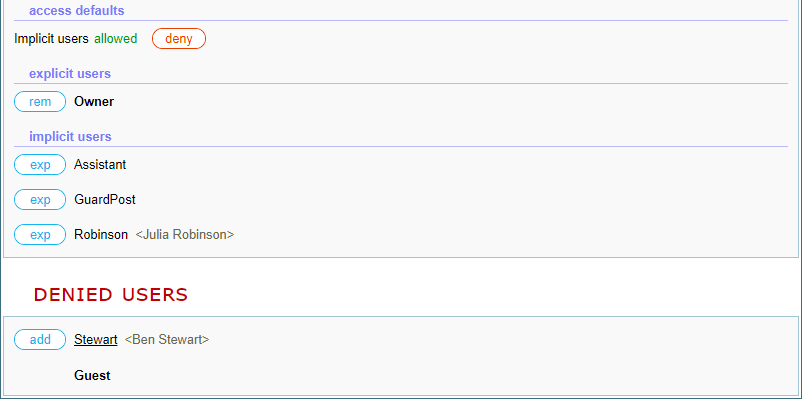 access defaults
Implicit users allowed deny
explicit users
rem Owner
implicit users
exp Assistant
exp GuardPost
exp Robinson <Julia Robinson>
DENIED USERS
add Stewart <Ben Stewart>
Guest